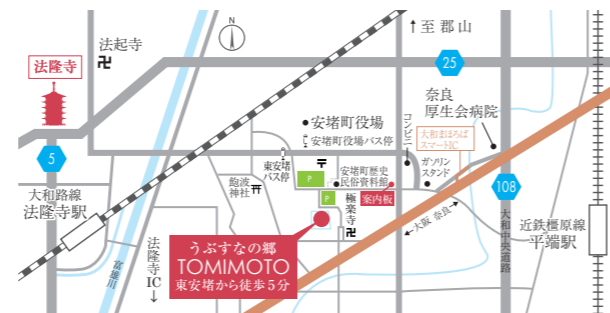 N
↑至郡山
法起寺
卍
25
法隆寺
5
奈良
厚生会病院
安堵町役場
安堵町役場バス停
コンビニ
大和まほろば
スマートIC
ガソリン
スタンド
東安堵
バス停
〒
P
P
安堵町歴史
民俗資料館
飽波
神社
案内板
極楽寺
卍
108
大和路線
法隆寺駅
←大阪 奈良→
大和中央道路
近鉄橿原線
平端駅
うぶすなの郷
TOMIMOTO
東安堵から徒歩5分
富雄川
法隆寺IC→